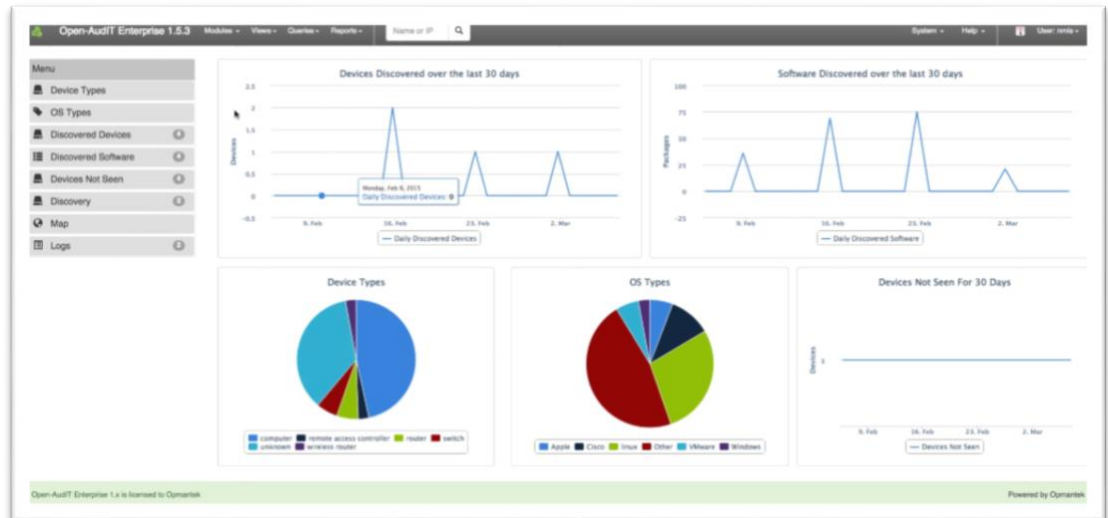 Open-AudIT Enterprise 1.5.3 Modules Views Queries Reports Name or IP System Help User: nmis
Menu
Device Types
OS Types
Discovered Devices
Discovered Software
Devices Not Seen
Discovery
Map
Logs
Devices Discovered over the last 30 days
2.5
2
1.5
1
0.5
0
-0.5
Devices
Monday, Feb 9, 2015
Daily Discovered Devices: 0
9. Feb 16. Feb 23. Feb 2. Mar
Daily Discovered Devices
Software Discovered over the last 30 days
100
75
50
25
0
-25
Packages
9. Feb 16. Feb 23. Feb 2. Mar
Daily Discovered Software
Device Types
computer remote access controller router switch
unknown wireless router
OS Types
Apple Cisco linux Other VMware Windows
Devices Not Seen For 30 Days
Devices
9. Feb 16. Feb 23. Feb 2. Mar
Devices Not Seen
Open-AudIT Enterprise 1.x is licensed to Opmantek
Powered by Opmantek